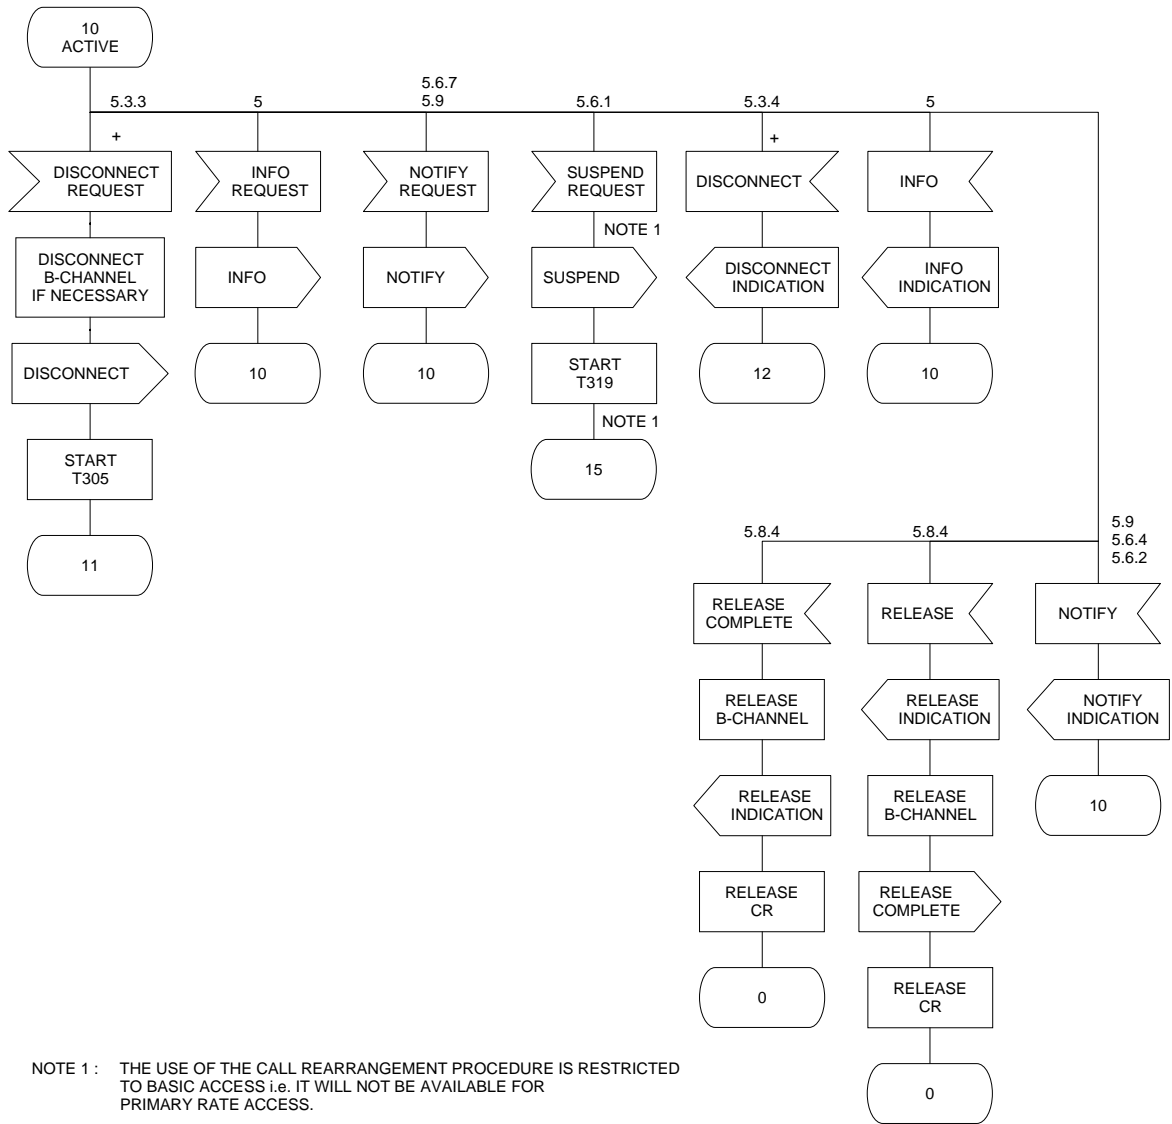 10
ACTIVE
5.3.3
5
5.6.7
5.9
5.6.1
5.3.4
5
+
+
DISCONNECT
REQUEST
INFO
REQUEST
NOTIFY
REQUEST
SUSPEND
REQUEST
DISCONNECT
INFO
NOTE 1
DISCONNECT
B-CHANNEL
IF NECESSARY
INFO
NOTIFY
SUSPEND
DISCONNECT
INDICATION
INFO
INDICATION
DISCONNECT
10
10
START
T319
12
10
NOTE 1
START
T305
15
11
5.8.4
5.8.4
5.9
5.6.4
5.6.2
RELEASE
COMPLETE
RELEASE
NOTIFY
RELEASE
B-CHANNEL
RELEASE
INDICATION
NOTIFY
INDICATION
RELEASE
INDICATION
RELEASE
B-CHANNEL
10
RELEASE
CR
RELEASE
COMPLETE
0
RELEASE
CR
0
NOTE 1 : THE USE OF THE CALL REARRANGEMENT PROCEDURE IS RESTRICTED
TO BASIC ACCESS i.e. IT WILL NOT BE AVAILABLE FOR
PRIMARY RATE ACCESS.